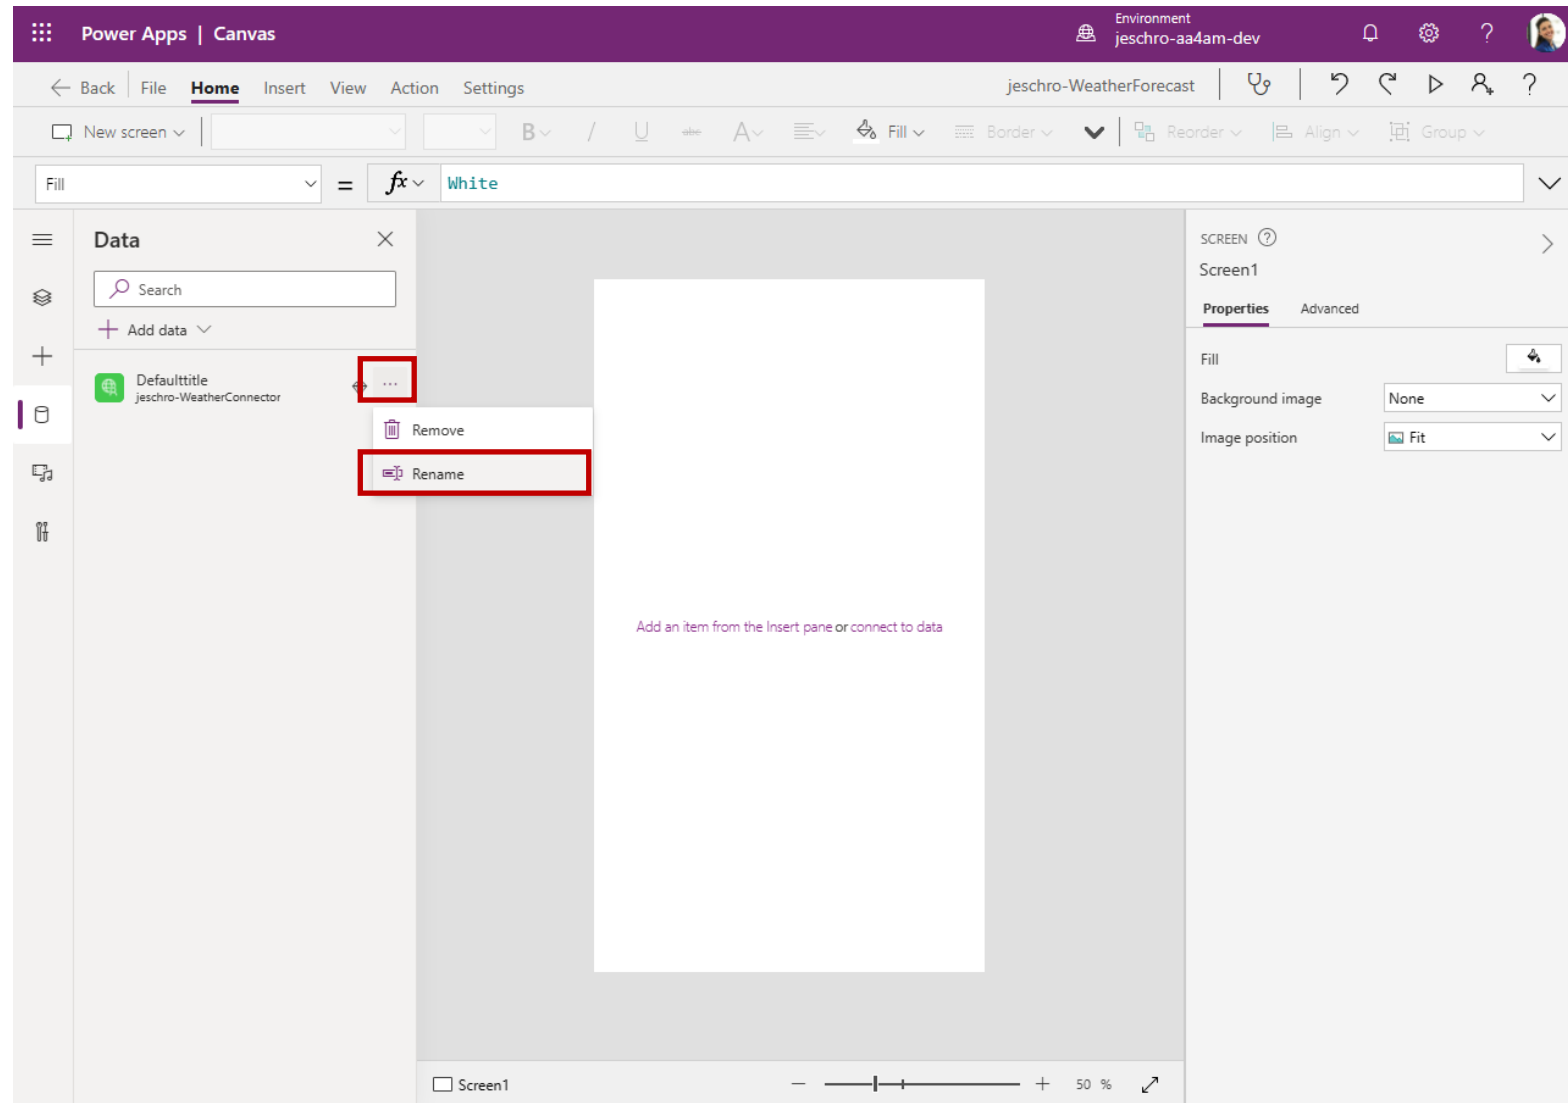 Power Apps | Canvas
Environment
jeschro-aa4am-dev
?
Back File Home Insert View Action Settings
jeschro-WeatherForecast
?
New screen
B / U abc A Fill Border Reorder Align Group
Fill = fx White
Data
Search
Add data
Defaulttitle
jeschro-WeatherConnector
...
Remove
Rename
Add an item from the Insert pane or connect to data
SCREEN ?
Screen1
Properties Advanced
Fill
Background image None
Image position Fit
Screen1
50 %